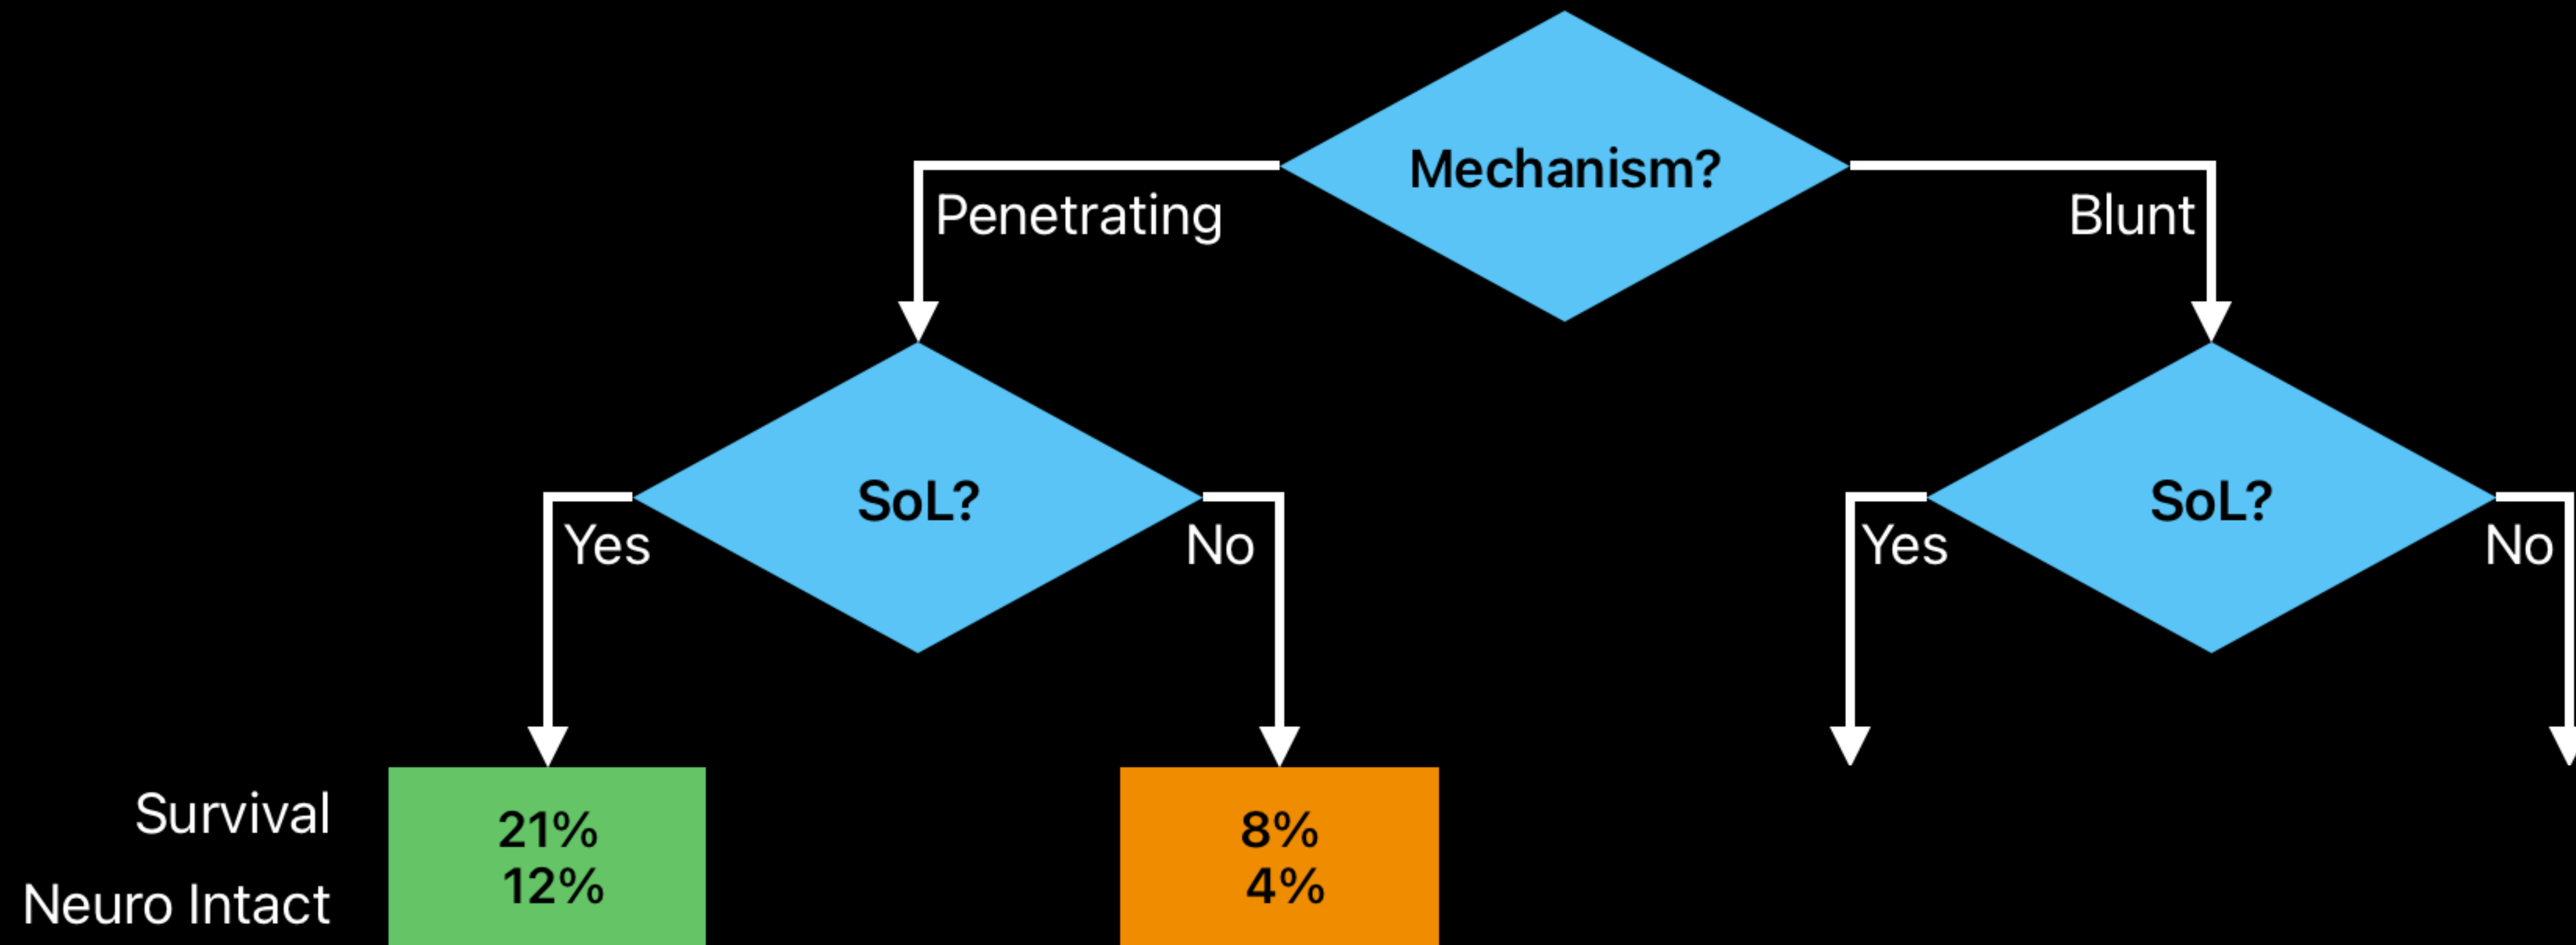 Mechanism?
Penetrating
Blunt
SoL?
SoL?
Yes
No
Yes
No
Survival
21%
8%
12%
4%
Neuro Intact